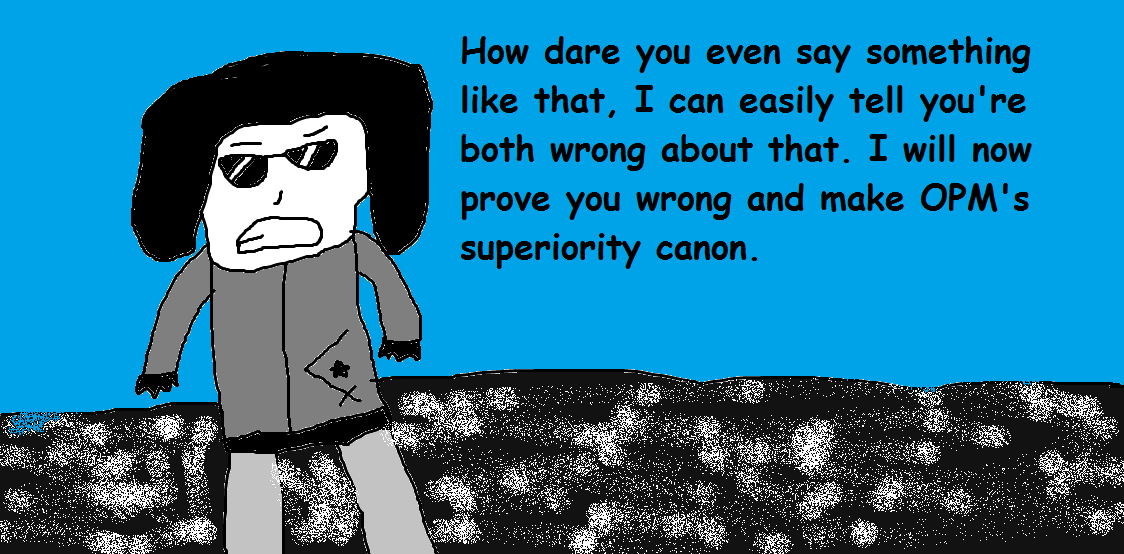 How dare you even say something
like that, I can easily tell you're
both wrong about that. I will now
prove you wrong and make OPM's
superiority canon.